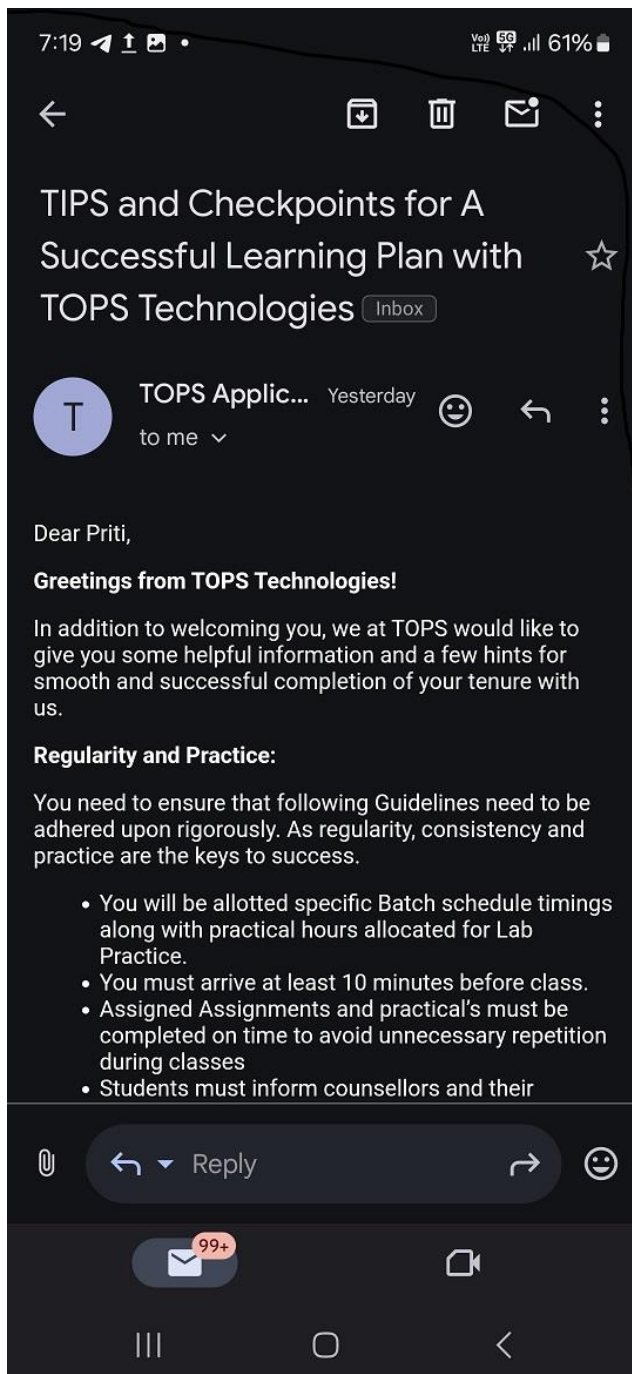 7:19 61%
TIPS and Checkpoints for A
Successful Learning Plan with
TOPS Technologies Inbox
TOPS Applic... Yesterday
T
to me
Dear Priti,
Greetings from TOPS Technologies!
In addition to welcoming you, we at TOPS would like to
give you some helpful information and a few hints for
smooth and successful completion of your tenure with
us.
Regularity and Practice:
You need to ensure that following Guidelines need to be
adhered upon rigorously. As regularity, consistency and
practice are the keys to success.
• You will be allotted specific Batch schedule timings
along with practical hours allocated for Lab
Practice.
• You must arrive at least 10 minutes before class.
• Assigned Assignments and practical's must be
completed on time to avoid unnecessary repetition
during classes
• Students must inform counsellors and their
Reply
99+